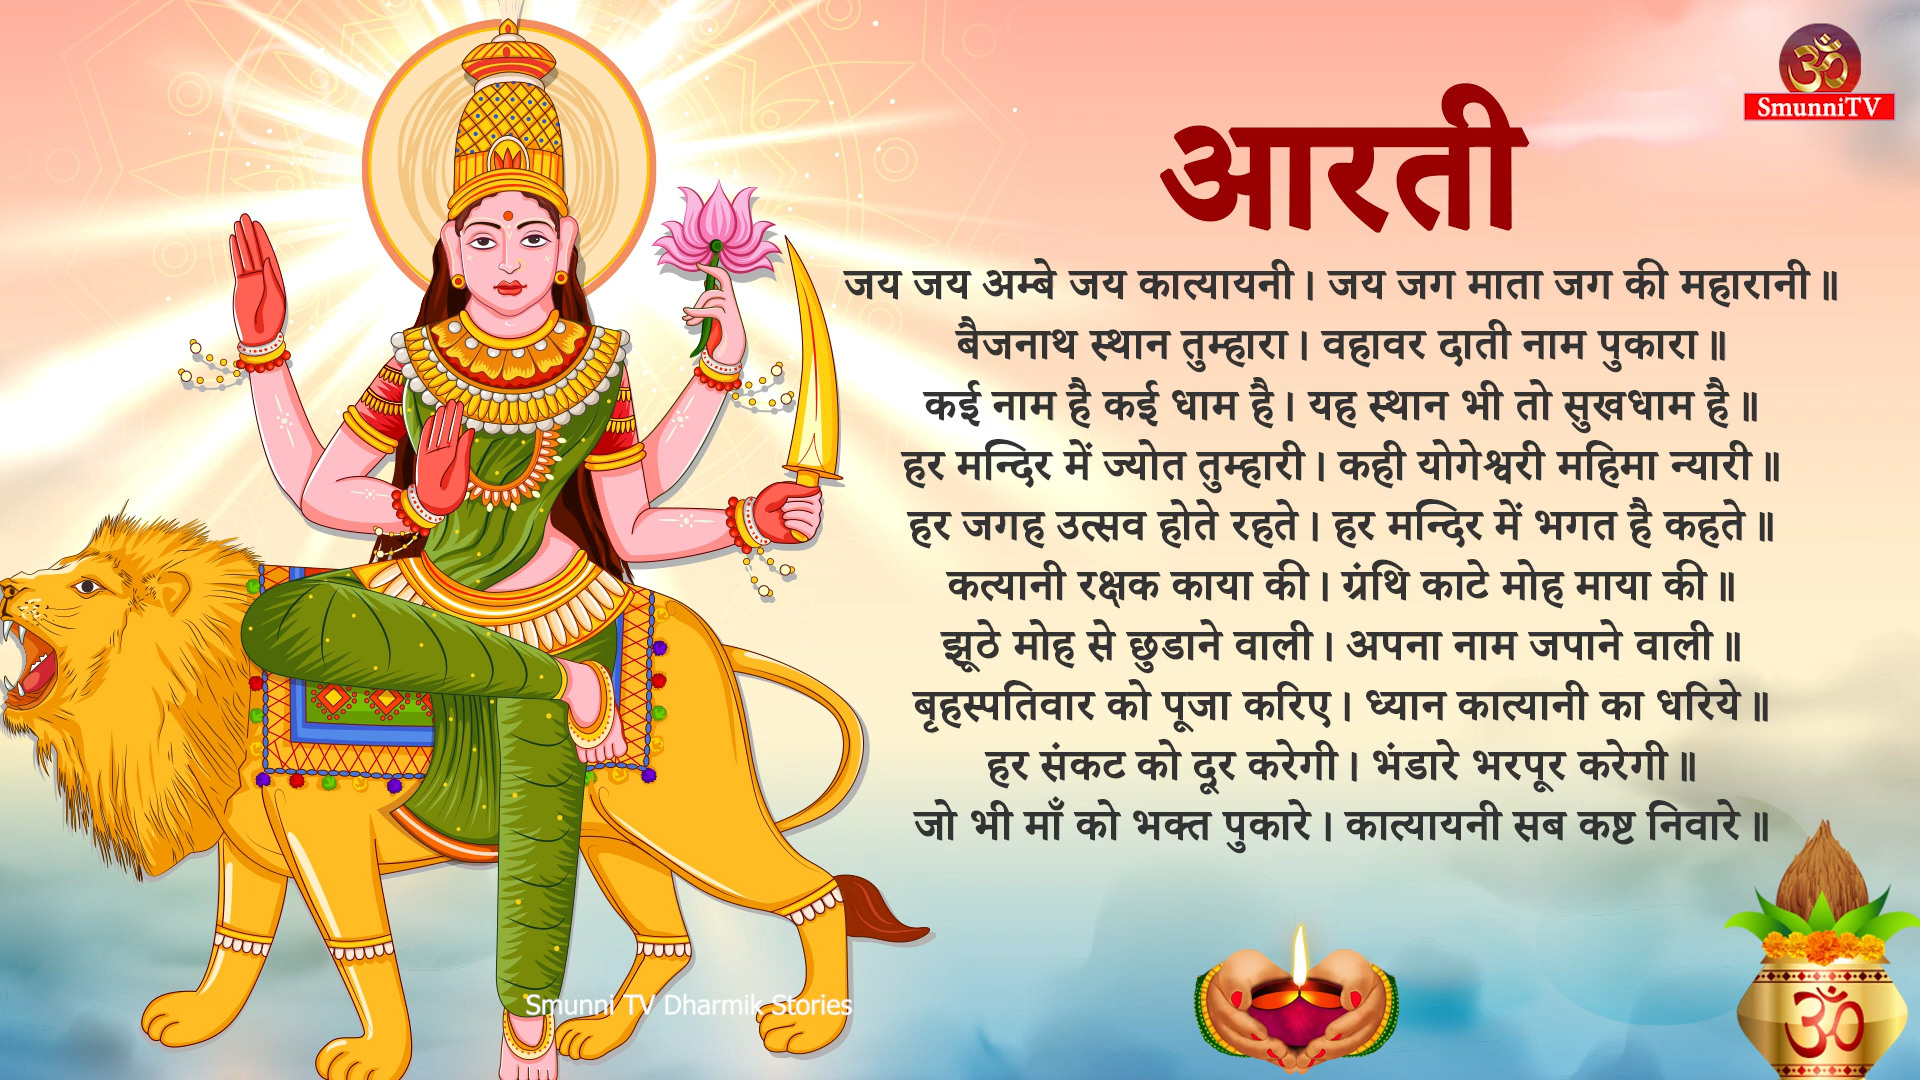 ॐ
SmunniTV
आरती
जय जय अम्बे जय कात्यायनी। जय जग माता जग की महारानी॥
बैजनाथ स्थान तुम्हारा। वहावर दाती नाम पुकारा॥
कई नाम है कई धाम है। यह स्थान भी तो सुखधाम है॥
हर मन्दिर में ज्योत तुम्हारी। कही योगेश्वरी महिमा न्यारी॥
हर जगह उत्सव होते रहते। हर मन्दिर में भगत है कहते॥
कत्यानी रक्षक काया की। ग्रंथि काटे मोह माया की॥
झूठे मोह से छुडाने वाली। अपना नाम जपाने वाली॥
बृहस्पतिवार को पूजा करिए। ध्यान कात्यानी का धरिये॥
हर संकट को दूर करेगी। भंडारे भरपूर करेगी॥
जो भी माँ को भक्त पुकारे। कात्यायनी सब कष्ट निवारे॥
Smunni TV Dharmik Stories
ॐ